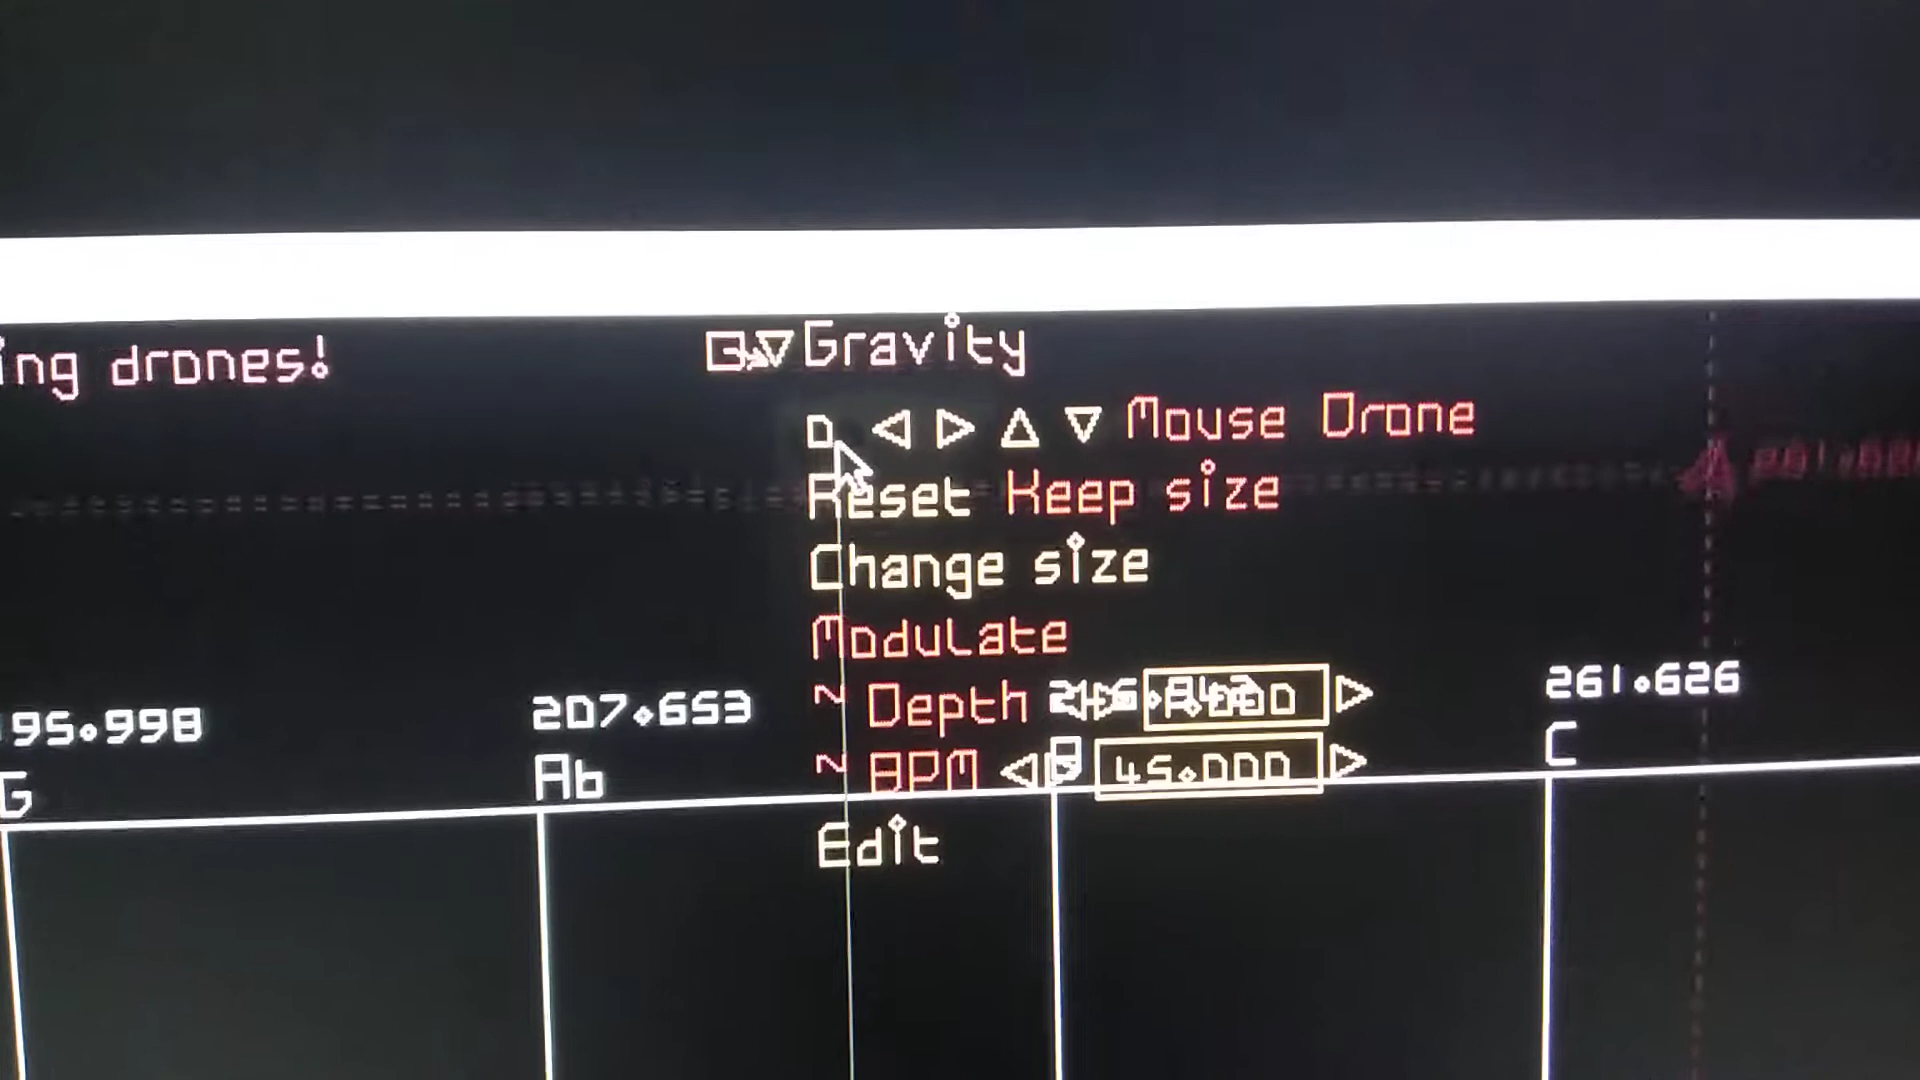 ing drones!
Gravity
D Mouse Drone
Reset Keep size
Change size
Modulate
~ Depth
~ BPM 45.000
Edit
95.998
G
207.653
Ab
261.626
C